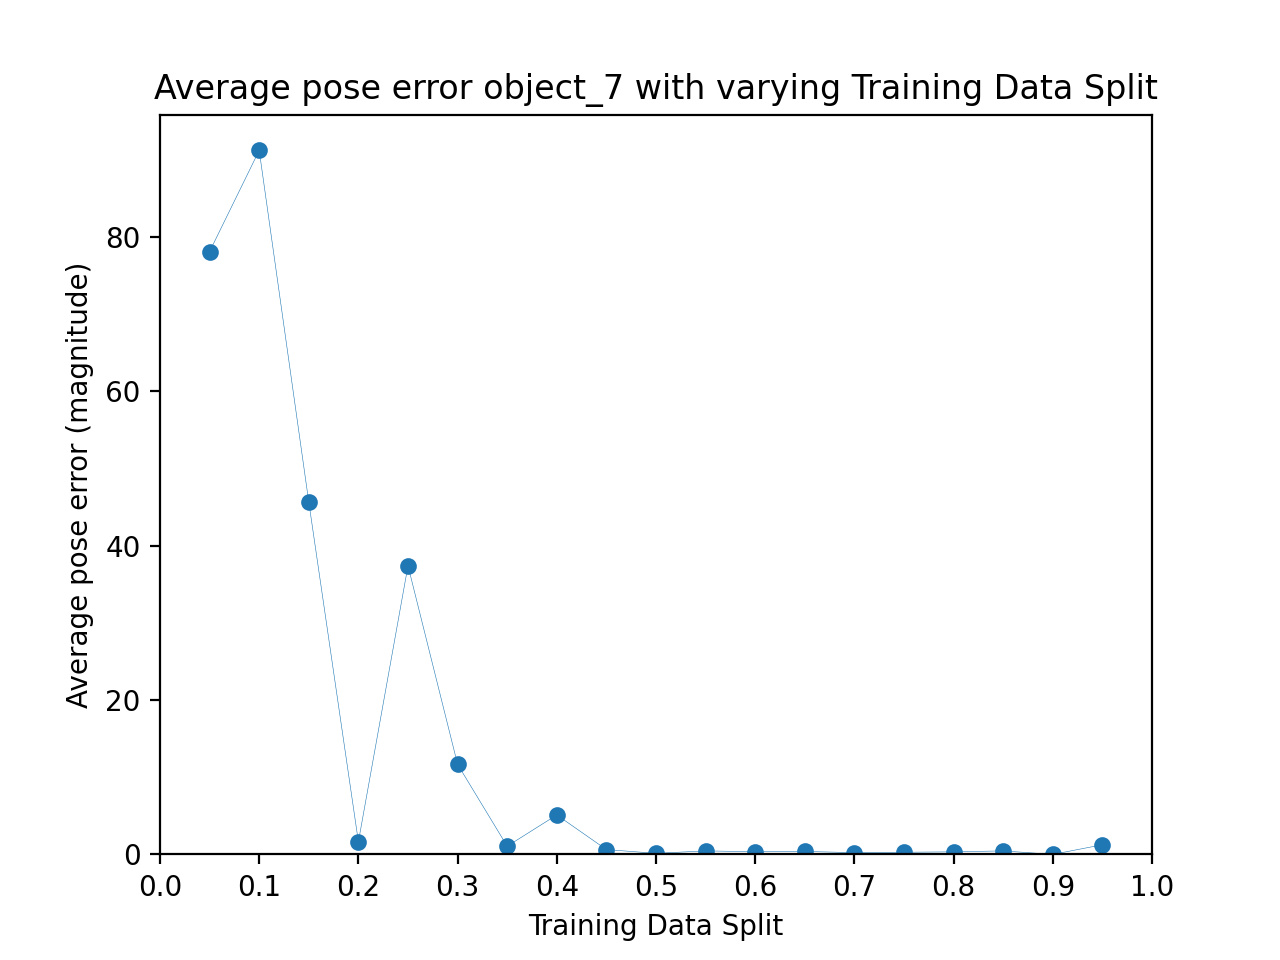 Average pose error object_7 with varying Training Data Split
Average pose error (magnitude)
80
60
40
20
0
0.0 0.1 0.2 0.3 0.4 0.5 0.6 0.7 0.8 0.9 1.0
Training Data Split